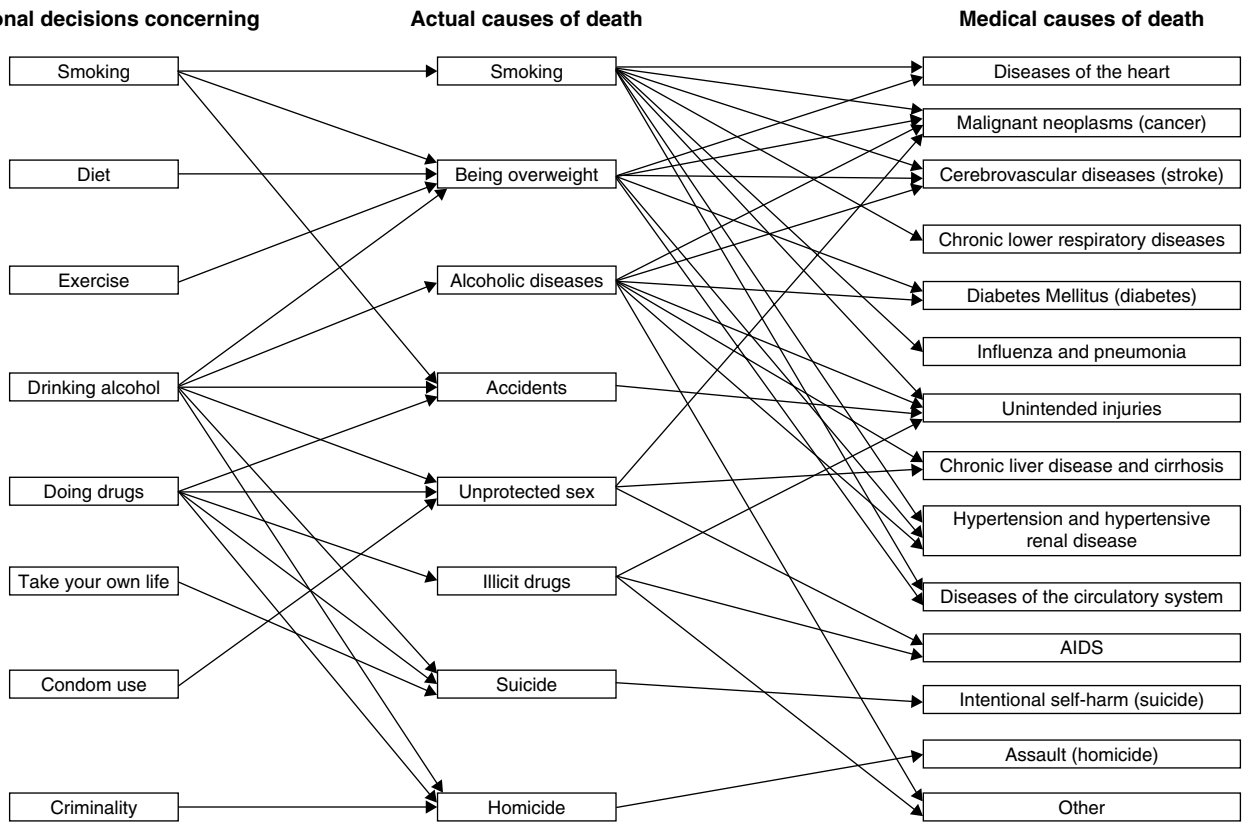 onal decisions concerning
Actual causes of death
Medical causes of death
Smoking
Diet
Exercise
Drinking alcohol
Doing drugs
Take your own life
Condom use
Criminality
Smoking
Being overweight
Alcoholic diseases
Accidents
Unprotected sex
Illicit drugs
Suicide
Homicide
Diseases of the heart
Malignant neoplasms (cancer)
Cerebrovascular diseases (stroke)
Chronic lower respiratory diseases
Diabetes Mellitus (diabetes)
Influenza and pneumonia
Unintended injuries
Chronic liver disease and cirrhosis
Hypertension and hypertensive
renal disease
Diseases of the circulatory system
AIDS
Intentional self-harm (suicide)
Assault (homicide)
Other